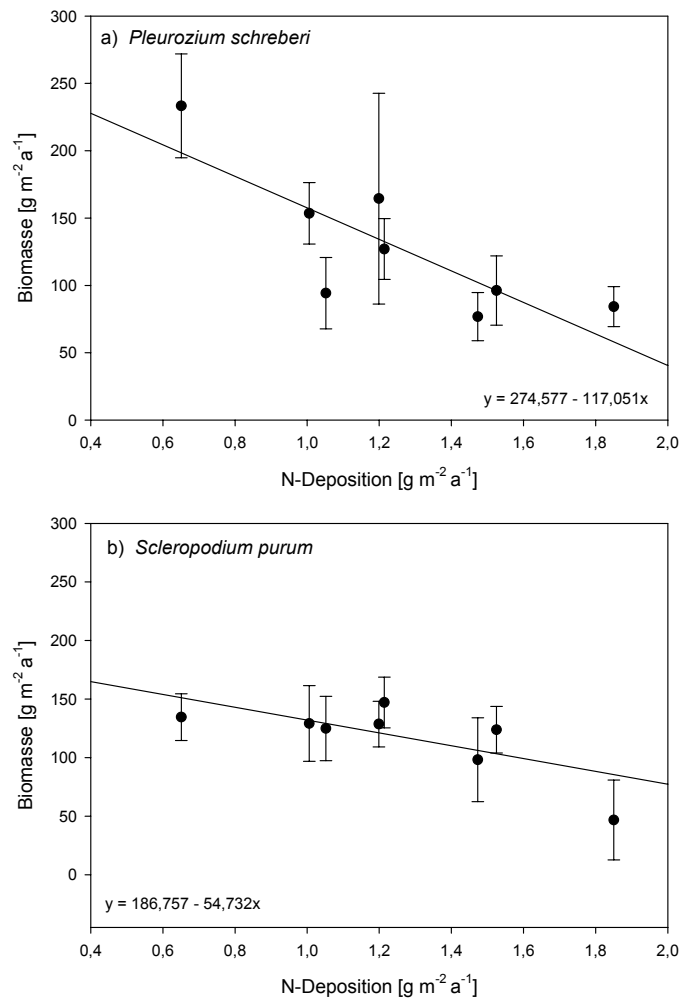 300
a) Pleurozium schreberi
250
200
150
100
50
0
Biomasse [g m⁻² a⁻¹]
y = 274,577 - 117,051x
0,4 0,6 0,8 1,0 1,2 1,4 1,6 1,8 2,0
N-Deposition [g m⁻² a⁻¹]
300
b) Scleropodium purum
250
200
150
100
50
0
Biomasse [g m⁻² a⁻¹]
y = 186,757 - 54,732x
0,4 0,6 0,8 1,0 1,2 1,4 1,6 1,8 2,0
N-Deposition [g m⁻² a⁻¹]